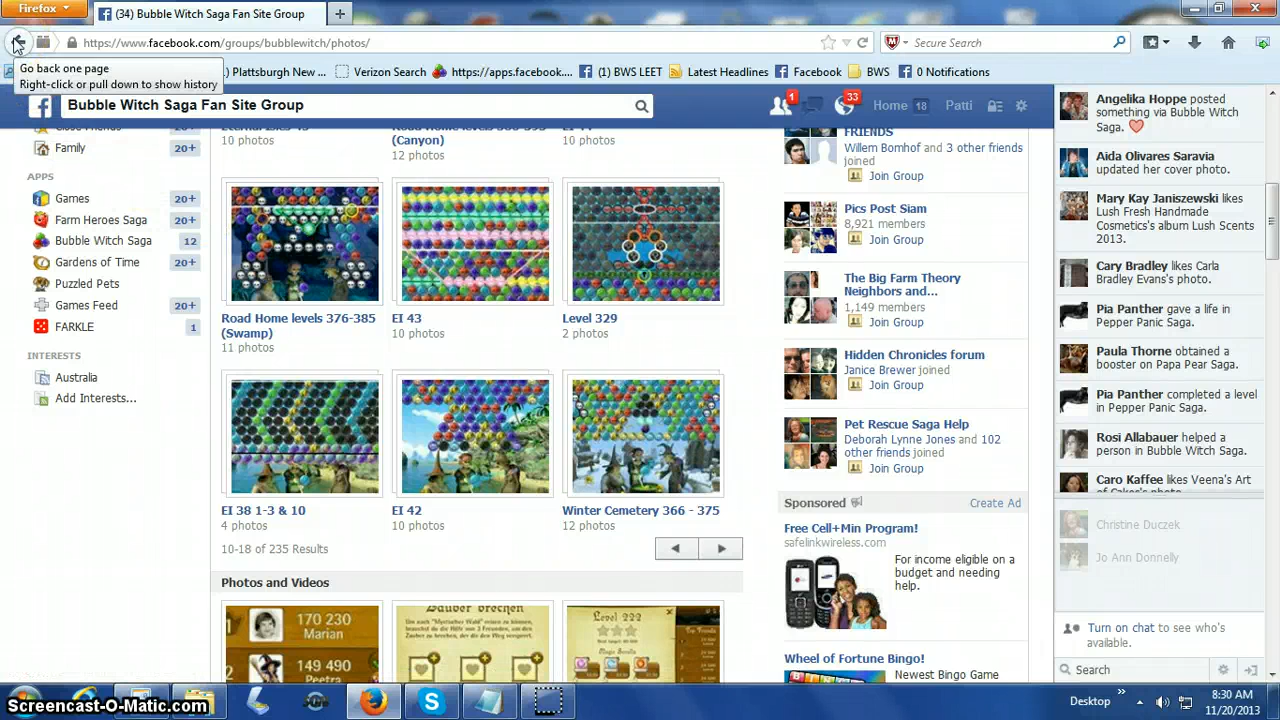 Firefox
(34) Bubble Witch Saga Fan Site Group
https://www.facebook.com/groups/bubblewitch/photos/
Secure Search
Go back one page
Right-click or pull down to show history
Plattsburgh New ...
Verizon Search
https://apps.facebook....
(1) BWS LEET
Latest Headlines
Facebook
BWS
0 Notifications
Bubble Witch Saga Fan Site Group
1
33
Home 18
Patti
Close Friends 20+
Family 20+
APPS
Games 20+
Farm Heroes Saga 20+
Bubble Witch Saga 12
Gardens of Time 20+
Puzzled Pets
Games Feed 20+
FARKLE 1
INTERESTS
Australia
Add Interests...
10 photos
(Canyon)
12 photos
10 photos
Road Home levels 376-385
(Swamp)
11 photos
EI 43
10 photos
Level 329
2 photos
EI 38 1-3 & 10
4 photos
EI 42
10 photos
Winter Cemetery 366 - 375
12 photos
10-18 of 235 Results
Photos and Videos
170 230
Marian
149 490
Peetra
Zauber brechen
Level 222
FRIENDS
Willem Bomhof and 3 other friends
joined
Join Group
Pics Post Siam
8,921 members
Join Group
The Big Farm Theory
Neighbors and...
1,149 members
Join Group
Hidden Chronicles forum
Janice Brewer joined
Join Group
Pet Rescue Saga Help
Deborah Lynne Jones and 102
other friends joined
Join Group
Sponsored
Create Ad
Free Cell+Min Program!
safelinkwireless.com
For income eligible on a
budget and needing
help.
Wheel of Fortune Bingo!
Newest Bingo Game
Angelika Hoppe posted
something via Bubble Witch
Saga.
Aida Olivares Saravia
updated her cover photo.
Mary Kay Janiszewski likes
Lush Fresh Handmade
Cosmetics's album Lush Scents
2013.
Cary Bradley likes Carla
Bradley Evans's photo.
Pia Panther gave a life in
Pepper Panic Saga.
Paula Thorne obtained a
booster on Papa Pear Saga.
Pia Panther completed a level
in Pepper Panic Saga.
Rosi Allabauer helped a
person in Bubble Witch Saga.
Caro Kaffee likes Veena's Art
of Cakes's photo.
Christine Duczek
Jo Ann Donnelly
Turn on chat to see who's
available.
Search
Screencast-O-Matic.com
Desktop
8:30 AM
11/20/2013